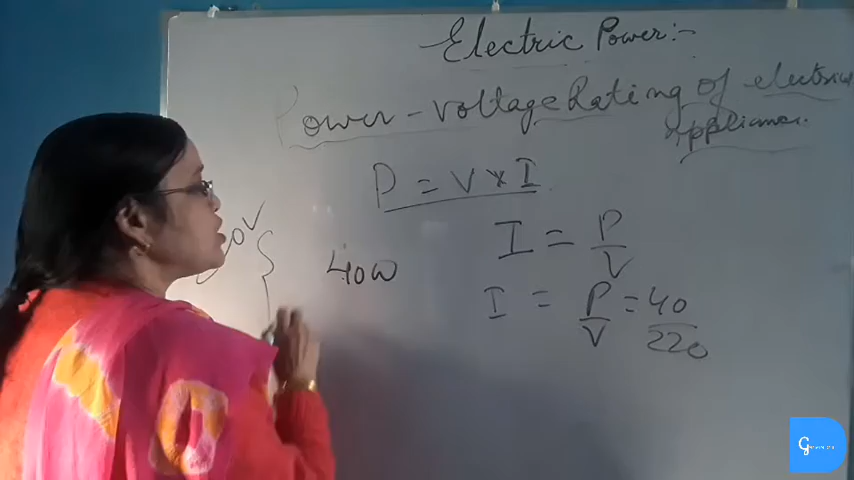 Electric Power :-
Power - voltage Rating of electrical
Appliances.
P = V x I
I = P/V
40W
I = P/V = 40/220